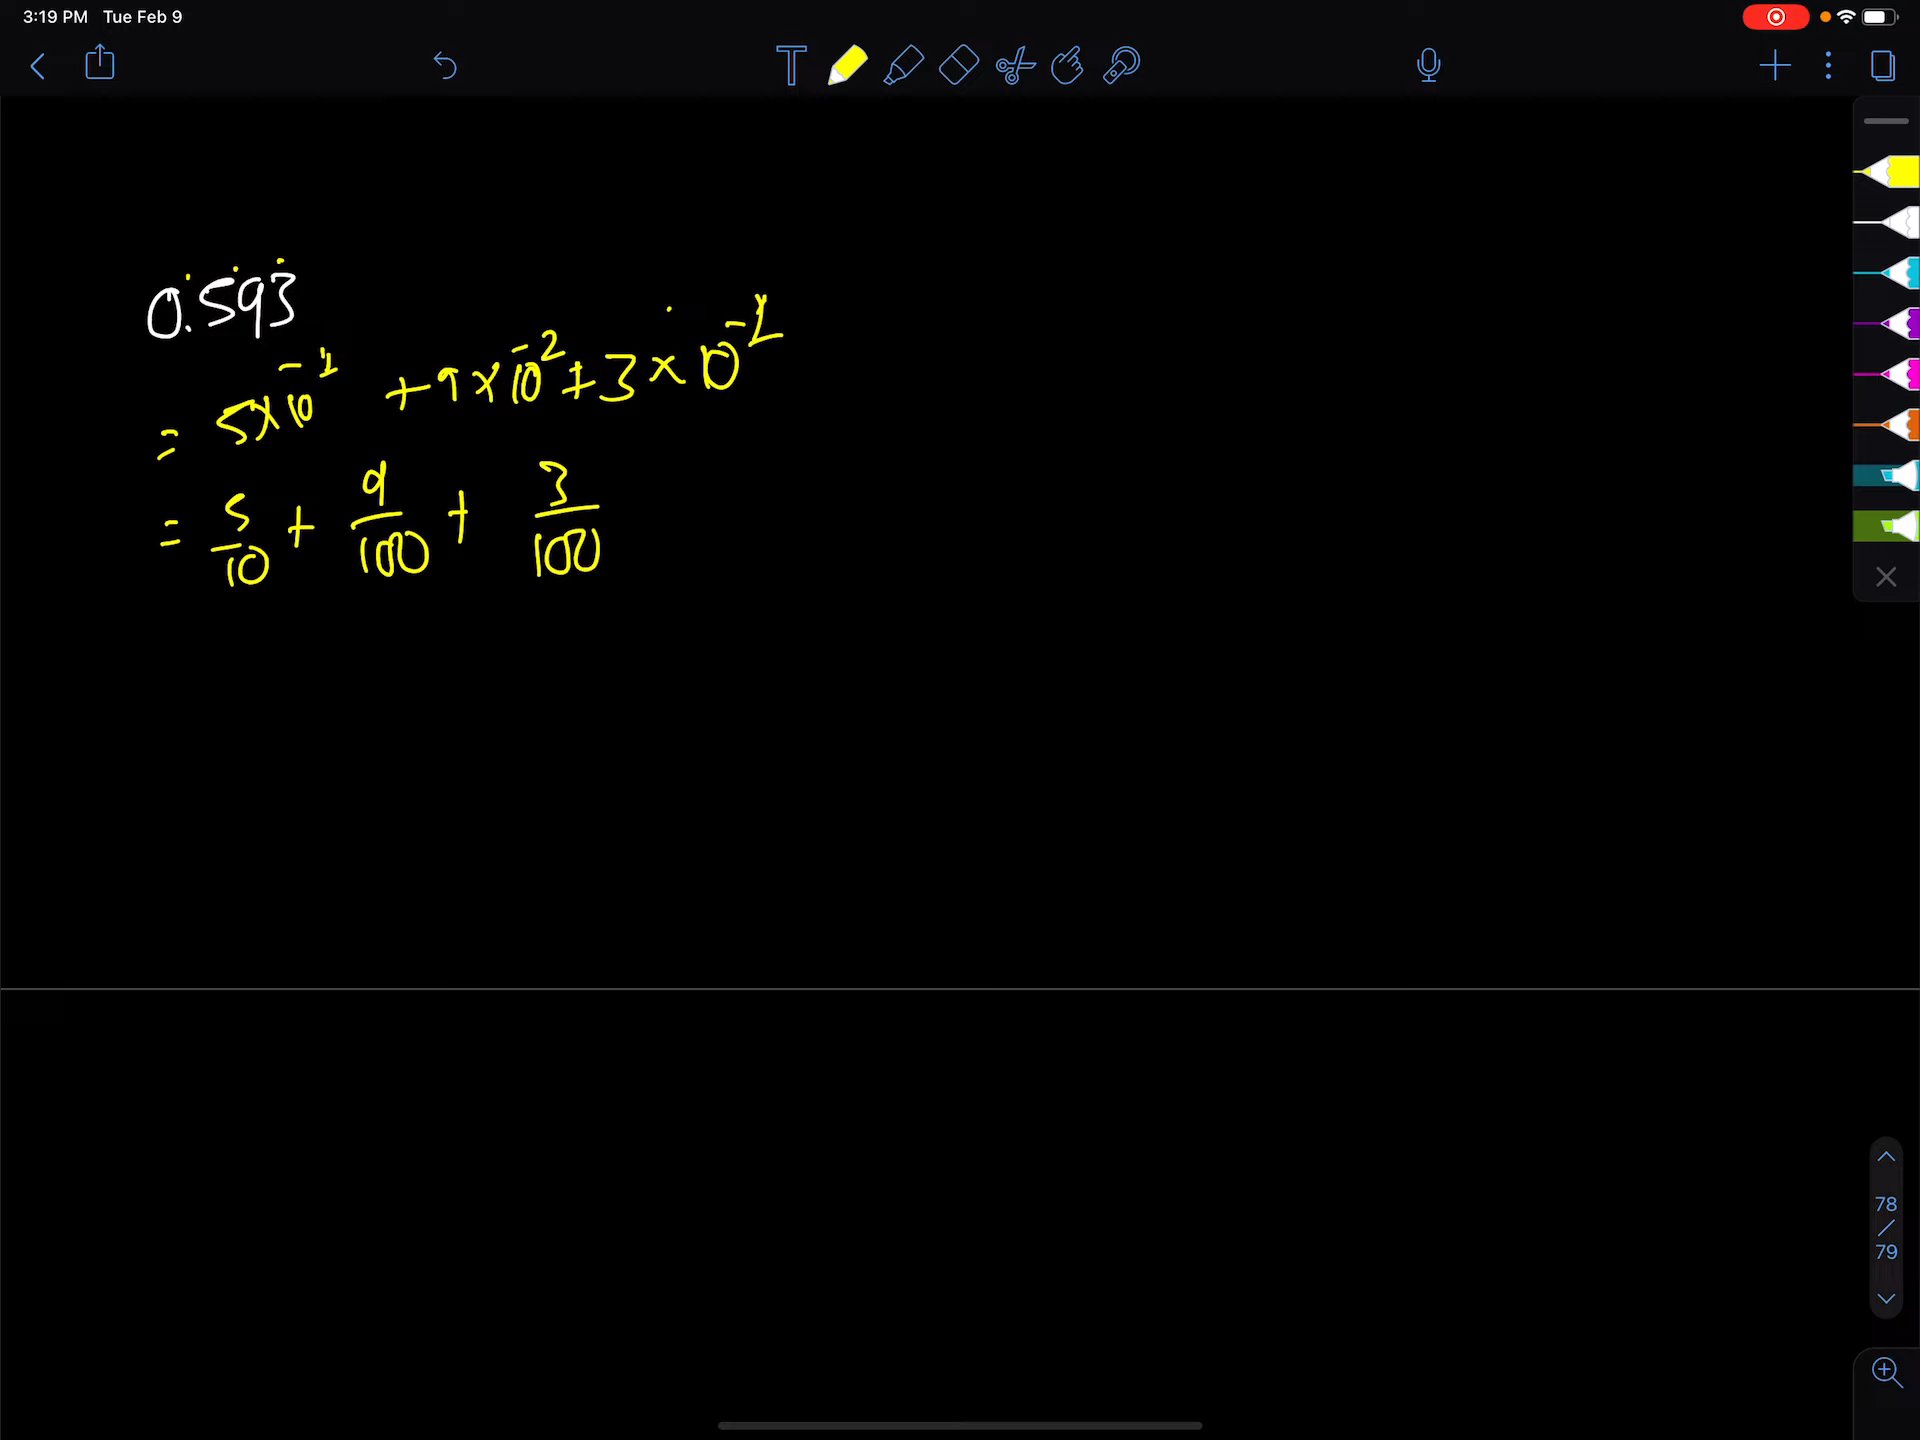 3:19 PM Tue Feb 9
0.593
= 5×10⁻¹ + 9×10⁻² + 3×10⁻¹
= 5/10 + 9/100 + 3/100
78
/
79